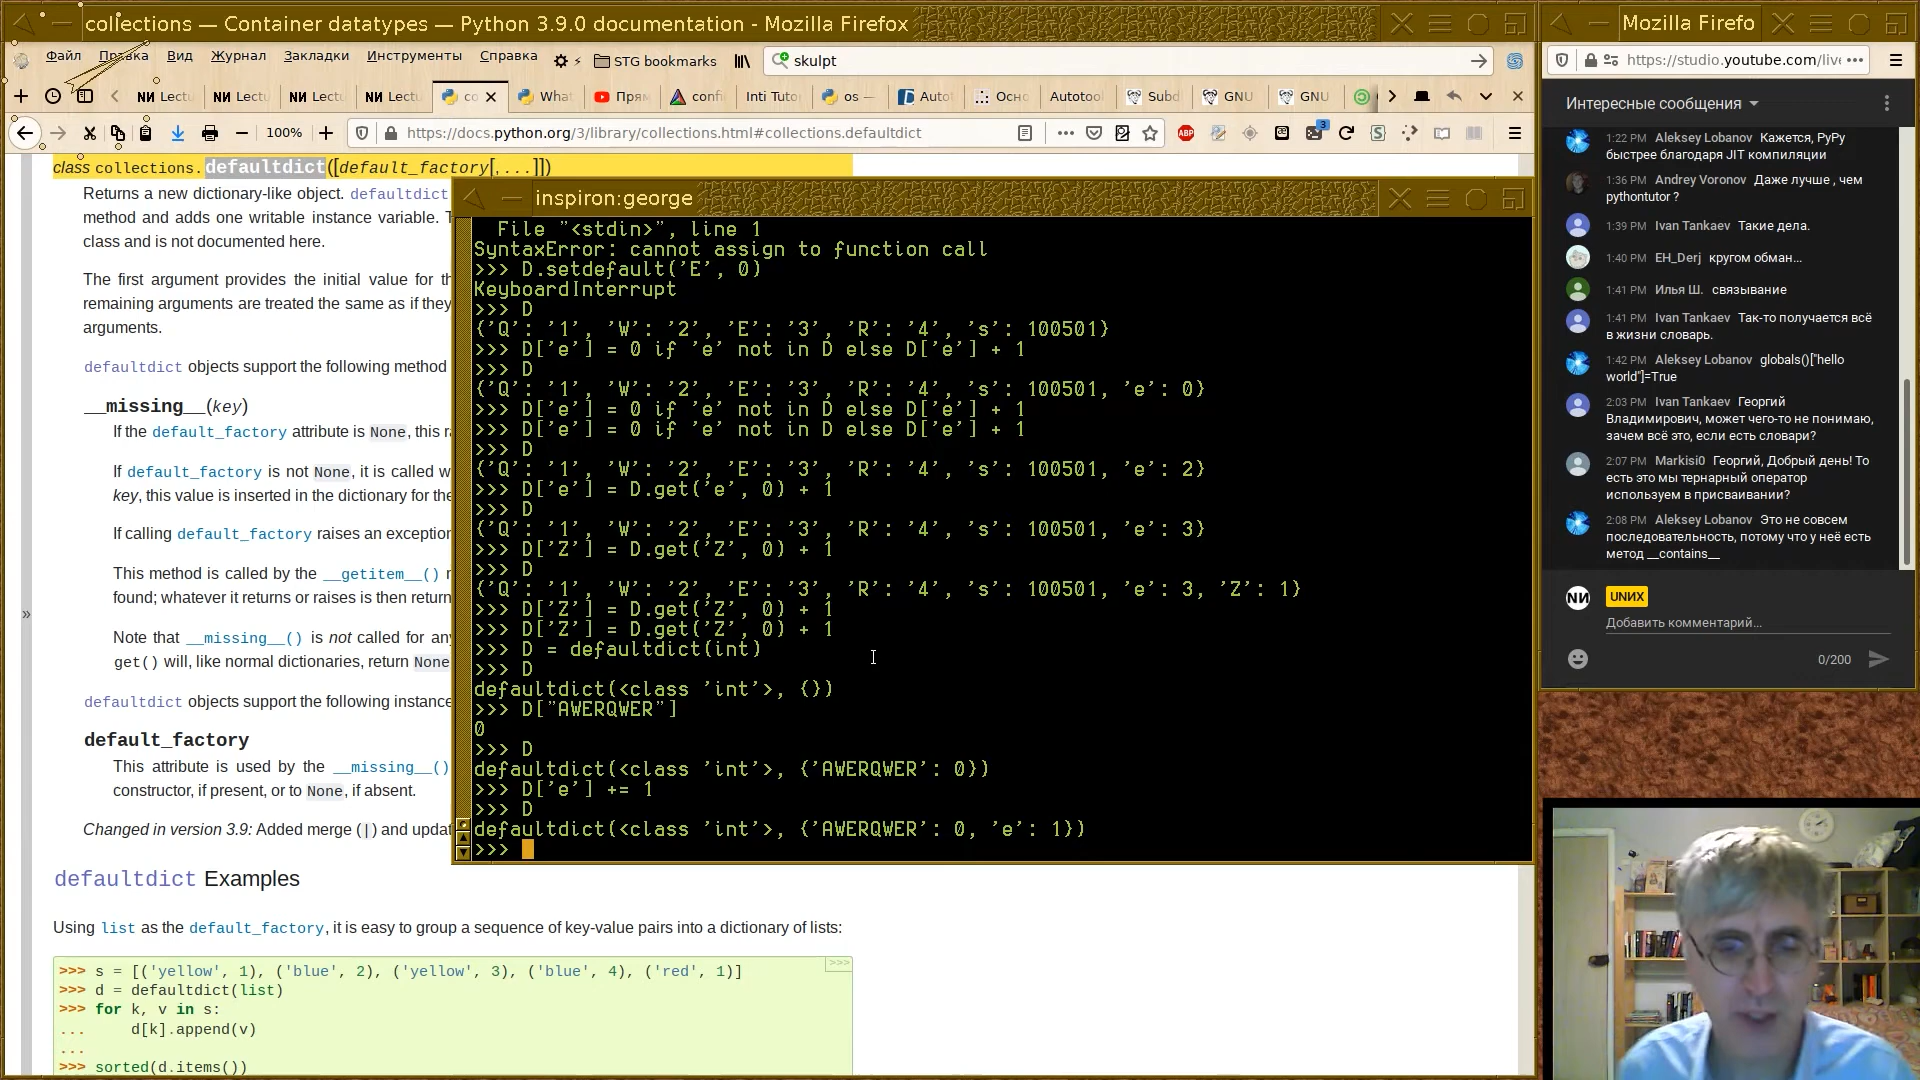 collections — Container datatypes — Python 3.9.0 documentation - Mozilla Firefox
Файл Правка Вид Журнал Закладки Инструменты Справка STG bookmarks skulpt
Lectu Lectu Lectu Lectu co What Прям confi Inti Tuto os — Auto Осно Autotool Subd GNU GNU
100% https://docs.python.org/3/library/collections.html#collections.defaultdict
class collections.defaultdict([default_factory[,...]])
Returns a new dictionary-like object. defaultdict
method and adds one writable instance variable. T
class and is not documented here.
The first argument provides the initial value for th
remaining arguments are treated the same as if they
arguments.
defaultdict objects support the following method
__missing__(key)
If the default_factory attribute is None, this ra
If default_factory is not None, it is called w
key, this value is inserted in the dictionary for the
If calling default_factory raises an exception
This method is called by the __getitem__() m
found; whatever it returns or raises is then return
Note that __missing__() is not called for any
get() will, like normal dictionaries, return None
defaultdict objects support the following instance
default_factory
This attribute is used by the __missing__()
constructor, if present, or to None, if absent.
Changed in version 3.9: Added merge (|) and updat
defaultdict Examples
Using list as the default_factory, it is easy to group a sequence of key-value pairs into a dictionary of lists:
>>>
>>> s = [('yellow', 1), ('blue', 2), ('yellow', 3), ('blue', 4), ('red', 1)]
>>> d = defaultdict(list)
>>> for k, v in s:
...     d[k].append(v)
...
>>> sorted(d.items())
inspiron:george
File "<stdin>", line 1
SyntaxError: cannot assign to function call
>>> D.setdefault('E', 0)
KeyboardInterrupt
>>> D
{'Q': '1', 'W': '2', 'E': '3', 'R': '4', 's': 100501}
>>> D['e'] = 0 if 'e' not in D else D['e'] + 1
>>> D
{'Q': '1', 'W': '2', 'E': '3', 'R': '4', 's': 100501, 'e': 0}
>>> D['e'] = 0 if 'e' not in D else D['e'] + 1
>>> D['e'] = 0 if 'e' not in D else D['e'] + 1
>>> D
{'Q': '1', 'W': '2', 'E': '3', 'R': '4', 's': 100501, 'e': 2}
>>> D['e'] = D.get('e', 0) + 1
>>> D
{'Q': '1', 'W': '2', 'E': '3', 'R': '4', 's': 100501, 'e': 3}
>>> D['Z'] = D.get('Z', 0) + 1
>>> D
{'Q': '1', 'W': '2', 'E': '3', 'R': '4', 's': 100501, 'e': 3, 'Z': 1}
>>> D['Z'] = D.get('Z', 0) + 1
>>> D['Z'] = D.get('Z', 0) + 1
>>> D = defaultdict(int)
>>> D
defaultdict(<class 'int'>, {})
>>> D["AWERQWER"]
0
>>> D
defaultdict(<class 'int'>, {'AWERQWER': 0})
>>> D['e'] += 1
>>> D
defaultdict(<class 'int'>, {'AWERQWER': 0, 'e': 1})
>>>
Mozilla Firefo
https://studio.youtube.com/live
Интересные сообщения
1:22 PM Aleksey Lobanov Кажется, PyPy
быстрее благодаря JIT компиляции
1:36 PM Andrey Voronov Даже лучше , чем
pythontutor ?
1:39 PM Ivan Tankaev Такие дела.
1:40 PM EH_Derj кругом обман...
1:41 PM Илья Ш. связывание
1:41 PM Ivan Tankaev Так-то получается всё
в жизни словарь.
1:42 PM Aleksey Lobanov globals()["hello
world"]=True
2:03 PM Ivan Tankaev Георгий
Владимирович, может чего-то не понимаю,
зачем всё это, если есть словари?
2:07 PM Markisi0 Георгий, Добрый день! То
есть это мы тернарный оператор
используем в присваивании?
2:08 PM Aleksey Lobanov Это не совсем
последовательность, потому что у неё есть
метод __contains__
UNИX
Добавить комментарий...
0/200